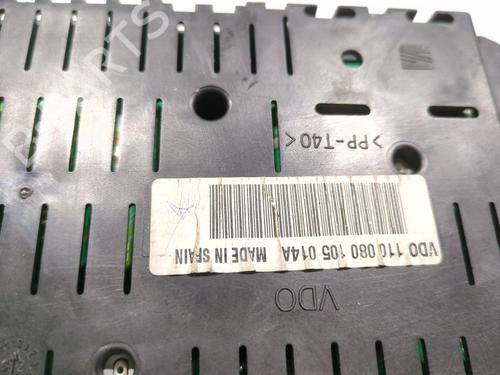 VDO 110 080 105 014A MADE IN SPAIN
>PP-T40<
VDO